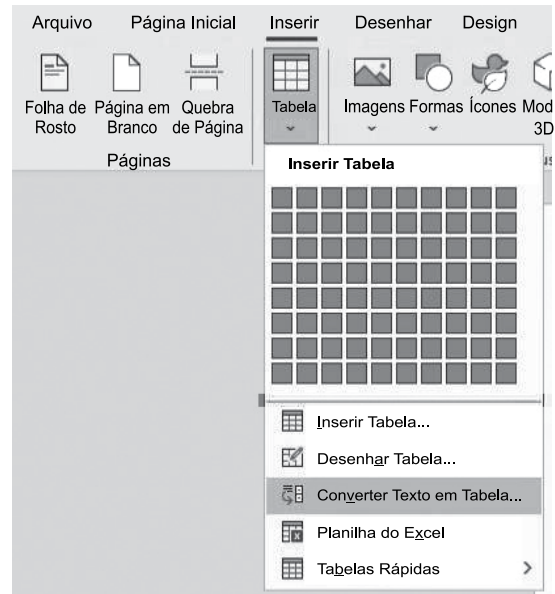 Arquivo Página Inicial Inserir Desenhar Design
Folha de Rosto
Página em Branco
Quebra de Página
Tabela
Imagens Formas Ícones
3D
Páginas
Inserir Tabela
Inserir Tabela...
Desenhar Tabela...
Converter Texto em Tabela...
Planilha do Excel
Tabelas Rápidas